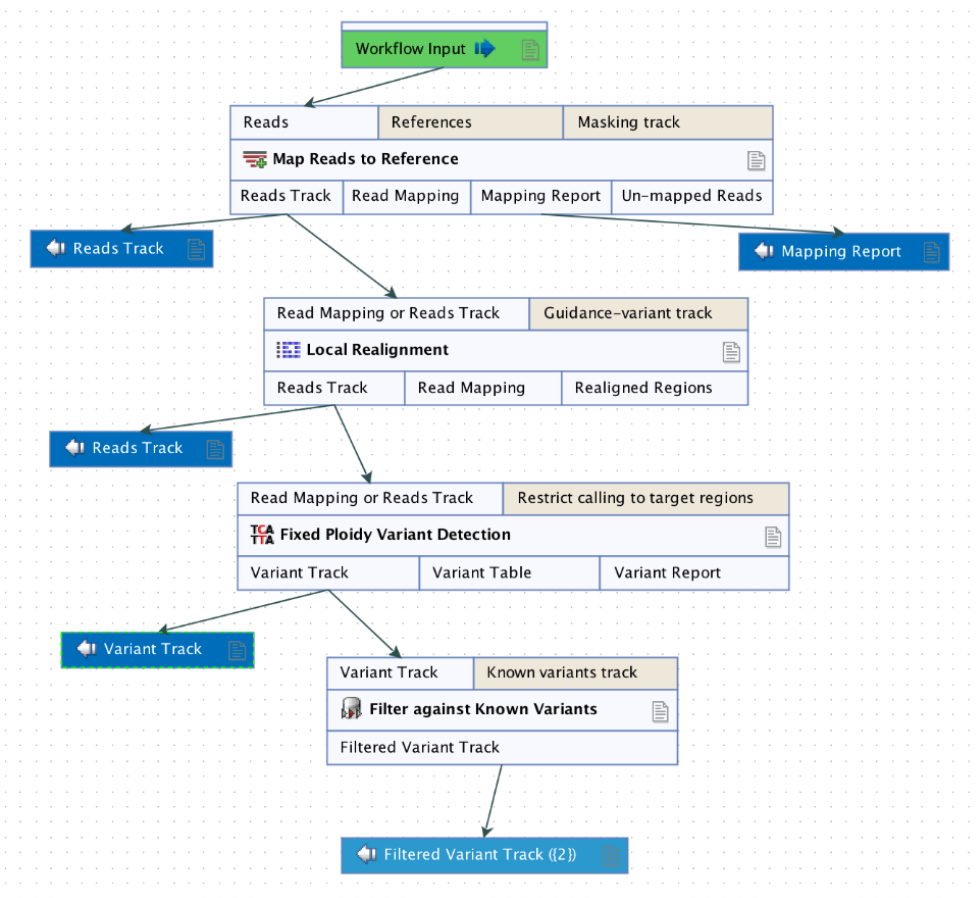 Workflow Input
Reads References Masking track
Map Reads to Reference
Reads Track Read Mapping Mapping Report Un-mapped Reads
Reads Track Mapping Report
Read Mapping or Reads Track Guidance-variant track
Local Realignment
Reads Track Read Mapping Realigned Regions
Reads Track
Read Mapping or Reads Track Restrict calling to target regions
TCA
TTA Fixed Ploidy Variant Detection
Variant Track Variant Table Variant Report
Variant Track
Variant Track Known variants track
Filter against Known Variants
Filtered Variant Track
Filtered Variant Track ({2})